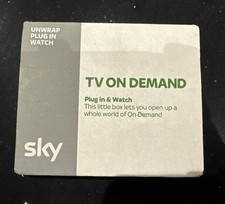 UNWRAP
PLUG IN
WATCH
TV ON DEMAND
Plug in & Watch
This little box lets you open up a
whole world of On Demand
sky